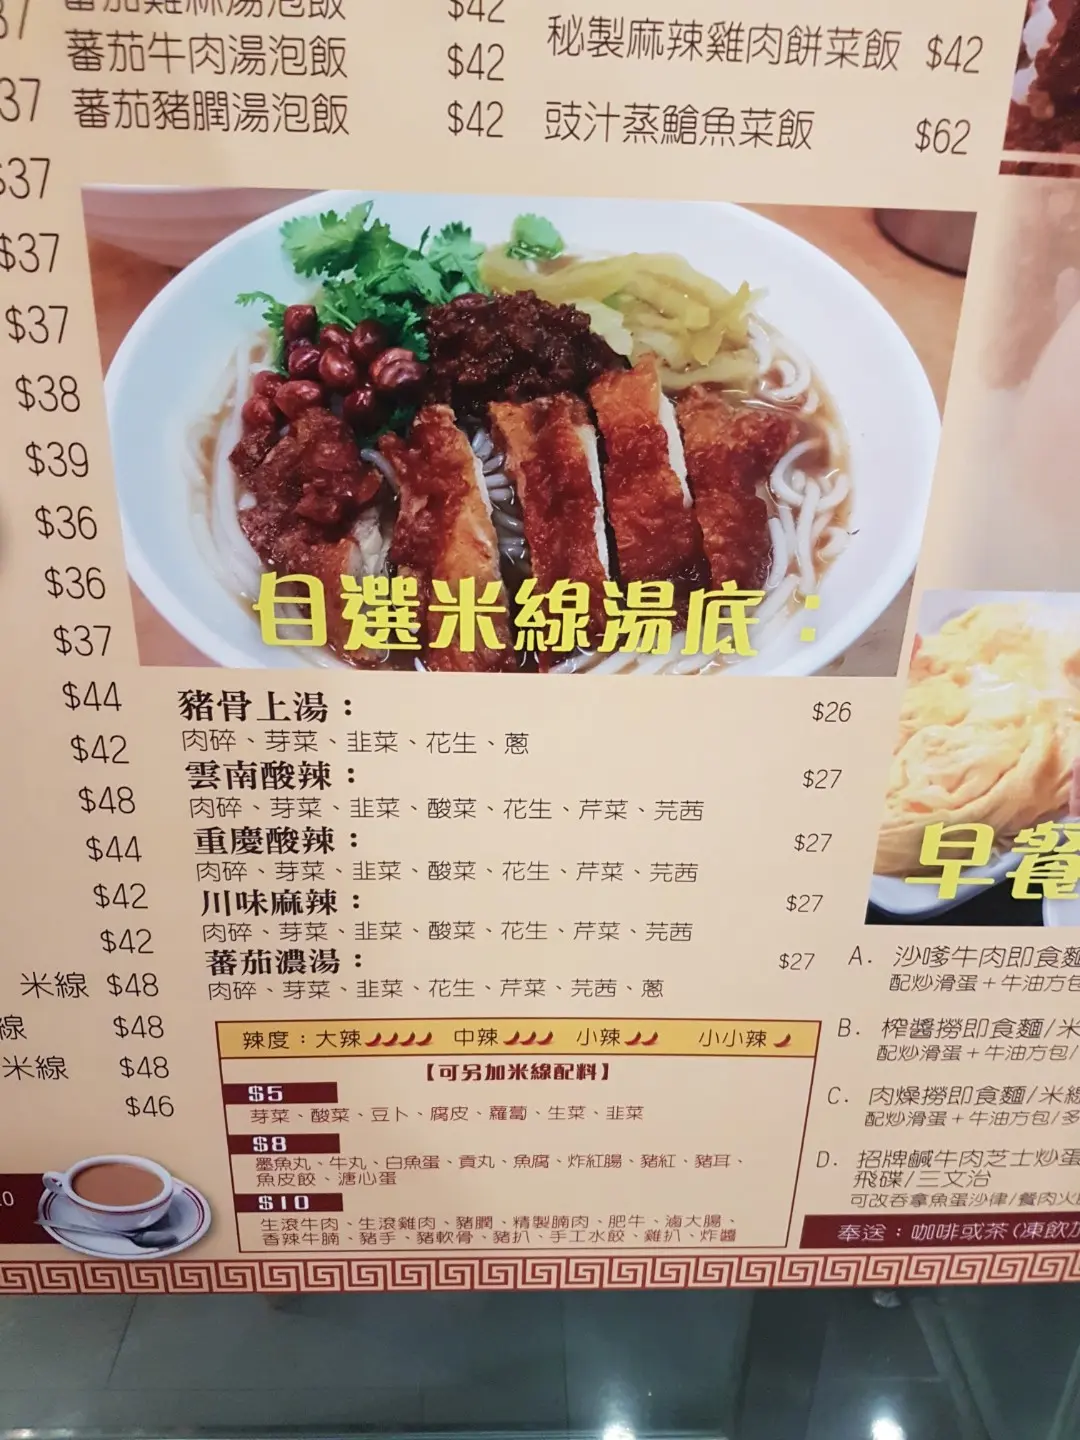 蕃茄牛肉湯泡飯 $42
蕃茄豬膶湯泡飯 $42
秘製麻辣雞肉餅菜飯 $42
豉汁蒸鯧魚菜飯 $62
$37
$37
$37
$38
$39
$36
$36
$37
$44
$42
$48
$44
$42
$42
米線 $48
線 $48
米線 $48
$46
自選米線湯底：
豬骨上湯： $26
肉碎、芽菜、韭菜、花生、蔥
雲南酸辣： $27
肉碎、芽菜、韭菜、酸菜、花生、芹菜、芫茜
重慶酸辣： $27
肉碎、芽菜、韭菜、酸菜、花生、芹菜、芫茜
川味麻辣： $27
肉碎、芽菜、韭菜、酸菜、花生、芹菜、芫茜
蕃茄濃湯： $27
肉碎、芽菜、韭菜、花生、芹菜、芫茜、蔥
辣度：大辣 中辣 小辣 小小辣
【可另加米線配料】
$5
芽菜、酸菜、豆卜、腐皮、蘿蔔、生菜、韭菜
$8
墨魚丸、牛丸、白魚蛋、貢丸、魚腐、炸紅腸、豬紅、豬耳、
魚皮餃、溏心蛋
$10
生滾牛肉、生滾雞肉、豬膶、精製腩肉、肥牛、滷大腸、
香辣牛腩、豬手、豬軟骨、豬扒、手工水餃、雞扒、炸醬
早餐
A. 沙嗲牛肉即食麵
配炒滑蛋＋牛油方包
B. 榨醬撈即食麵/米
配炒滑蛋＋牛油方包/
C. 肉燥撈即食麵/米線
配炒滑蛋＋牛油方包/多
D. 招牌鹹牛肉芝士炒蛋
飛碟/三文治
可改吞拿魚蛋沙律/餐肉火
奉送：咖啡或茶(凍飲加